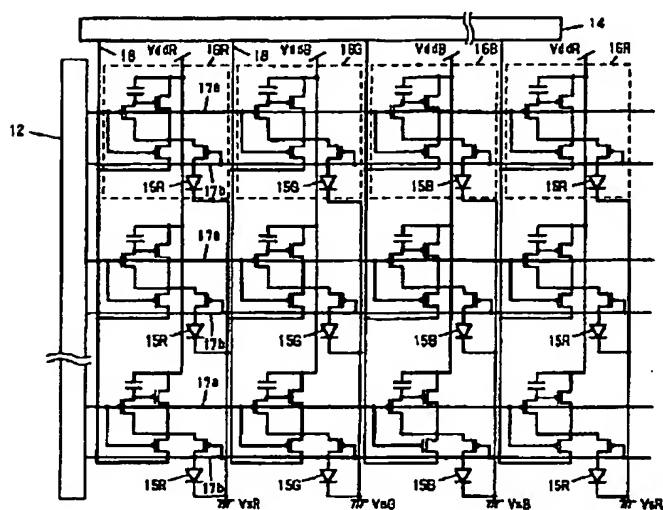 14
18 VddR 16R 18 VddB 16G VddB 16B VddR 16R
12
17a
15R 17b 15G 15B 15R
17a
15R 17b 15G 15B 15R
17a
15R 17b 15G 15B 15R
VsR VsG VsB VsR